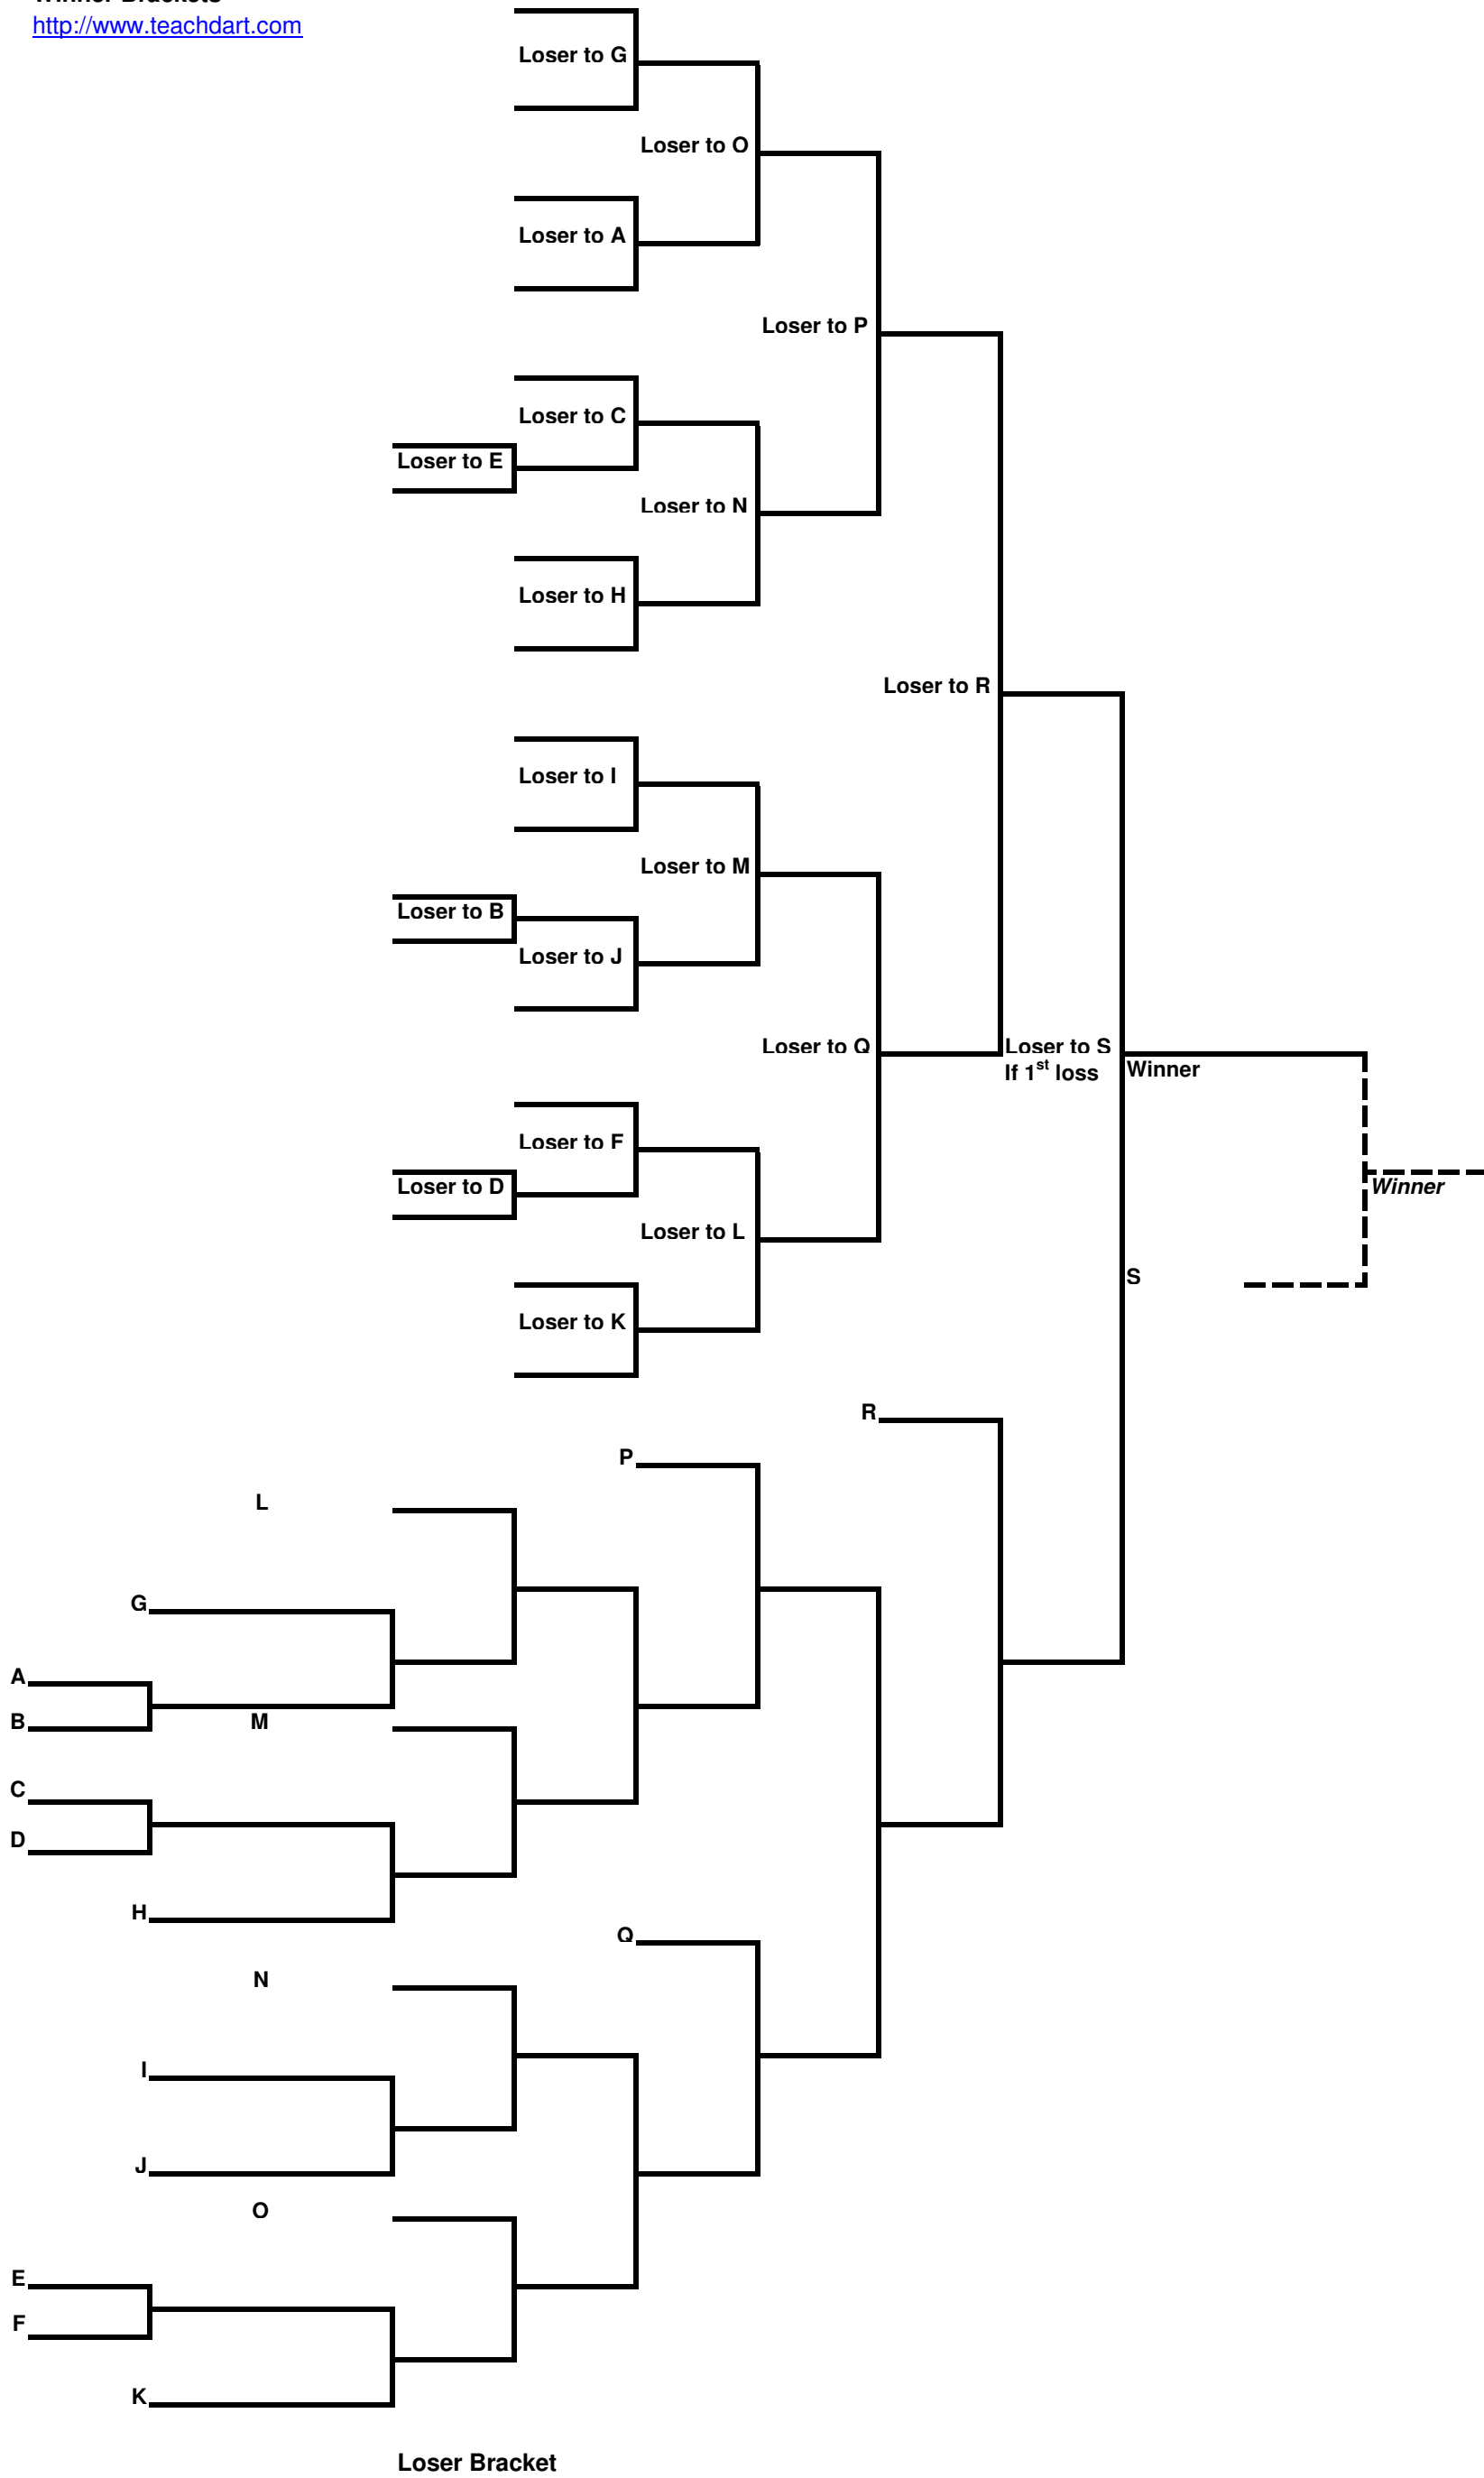 Winner Brackets
http://www.teachdart.com
Loser to G
Loser to O
Loser to A
Loser to P
Loser to C
Loser to E
Loser to N
Loser to H
Loser to R
Loser to I
Loser to M
Loser to B
Loser to J
Loser to Q
Loser to S
If 1st loss
Winner
Loser to F
Loser to D
Winner
Loser to L
S
Loser to K
R
P
L
G
A
B
M
C
D
H
Q
N
I
J
O
E
F
K
Loser Bracket